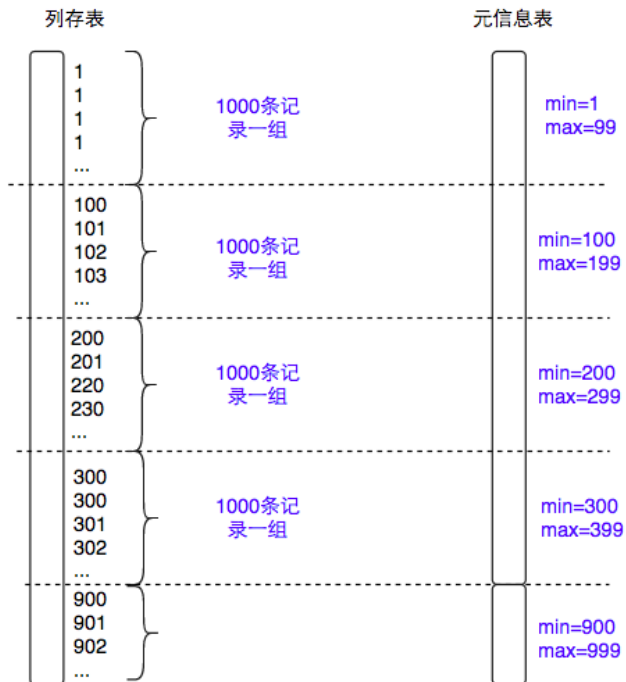 列存表
元信息表
1
1
1
1
...
1000条记
录一组
min=1
max=99
100
101
102
103
...
1000条记
录一组
min=100
max=199
200
201
220
230
...
1000条记
录一组
min=200
max=299
300
300
301
302
...
1000条记
录一组
min=300
max=399
900
901
902
...
min=900
max=999